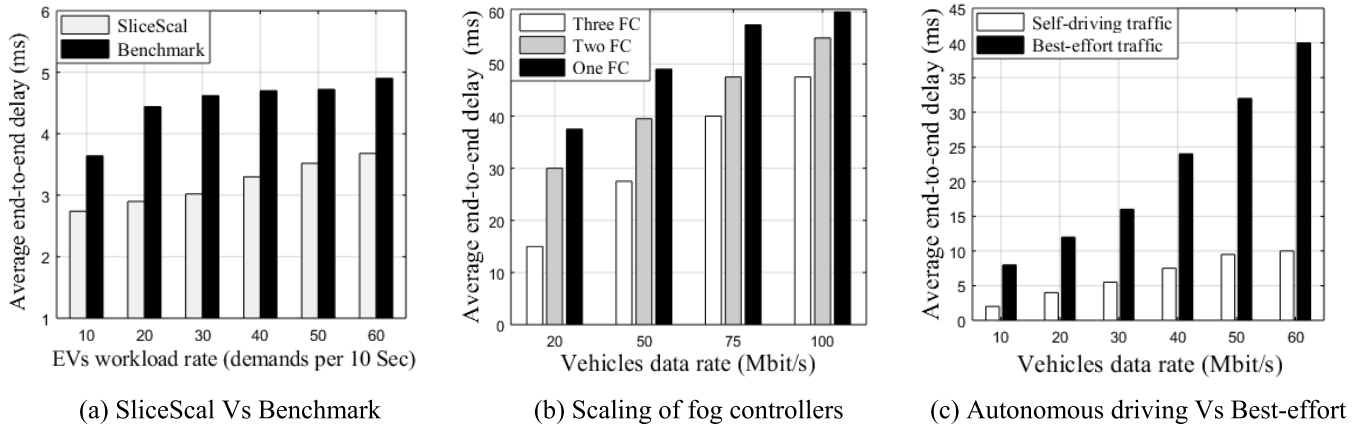 SliceScal
Benchmark
Average end-to-end delay (ms)
6
5
4
3
2
1
10 20 30 40 50 60
EVs workload rate (demands per 10 Sec)
(a) SliceScal Vs Benchmark
Three FC
Two FC
One FC
Average end-to-end delay (ms)
60
50
40
30
20
10
0
20 50 75 100
Vehicles data rate (Mbit/s)
(b) Scaling of fog controllers
Self-driving traffic
Best-effort traffic
Average end-to-end delay (ms)
45
40
35
30
25
20
15
10
5
0
10 20 30 40 50 60
Vehicles data rate (Mbit/s)
(c) Autonomous driving Vs Best-effort